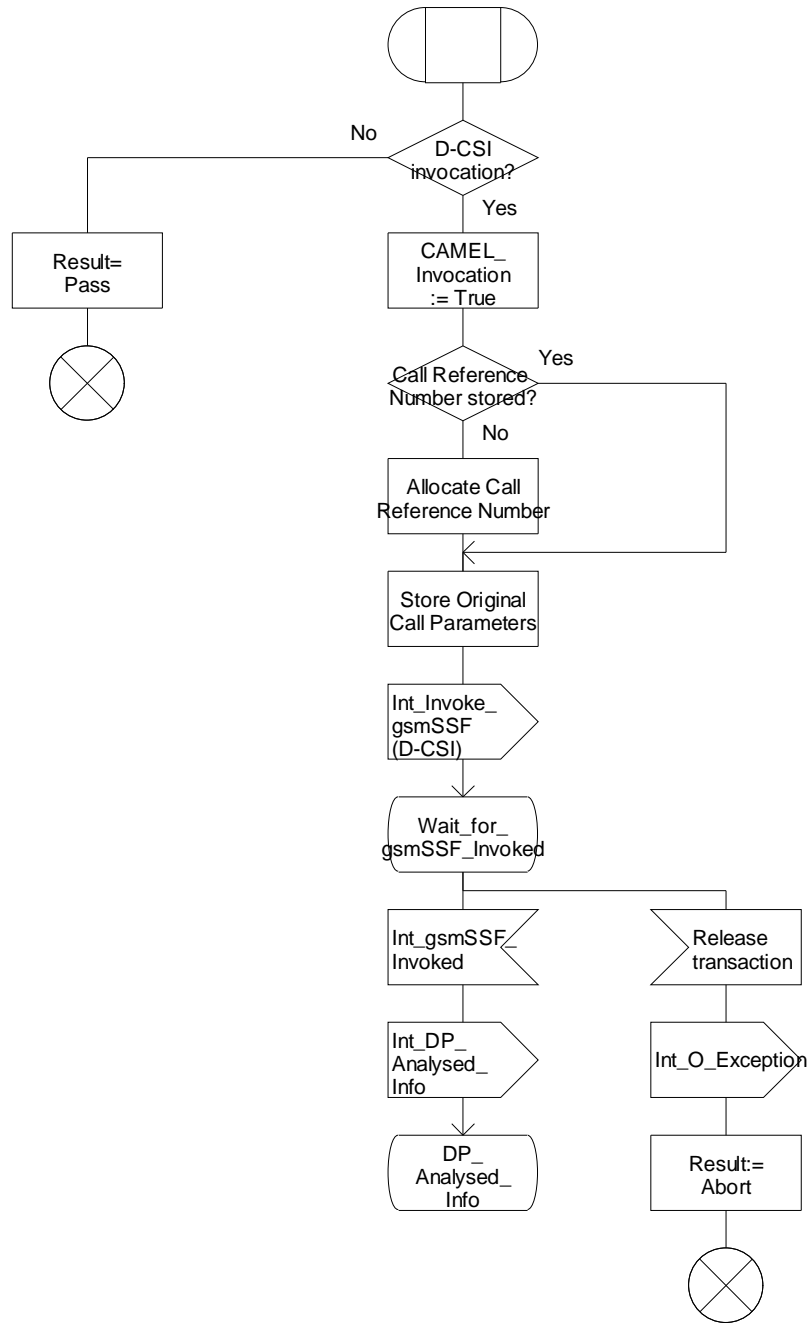 D-CSI
invocation?
No
Yes
Result=
Pass
CAMEL_
Invocation
:= True
Call Reference
Number stored?
Yes
No
Allocate Call
Reference Number
Store Original
Call Parameters
Int_Invoke_
gsmSSF
(D-CSI)
Wait_for_
gsmSSF_Invoked
Int_gsmSSF_
Invoked
Release
transaction
Int_DP_
Analysed_
Info
Int_O_Exception
DP_
Analysed_
Info
Result:=
Abort